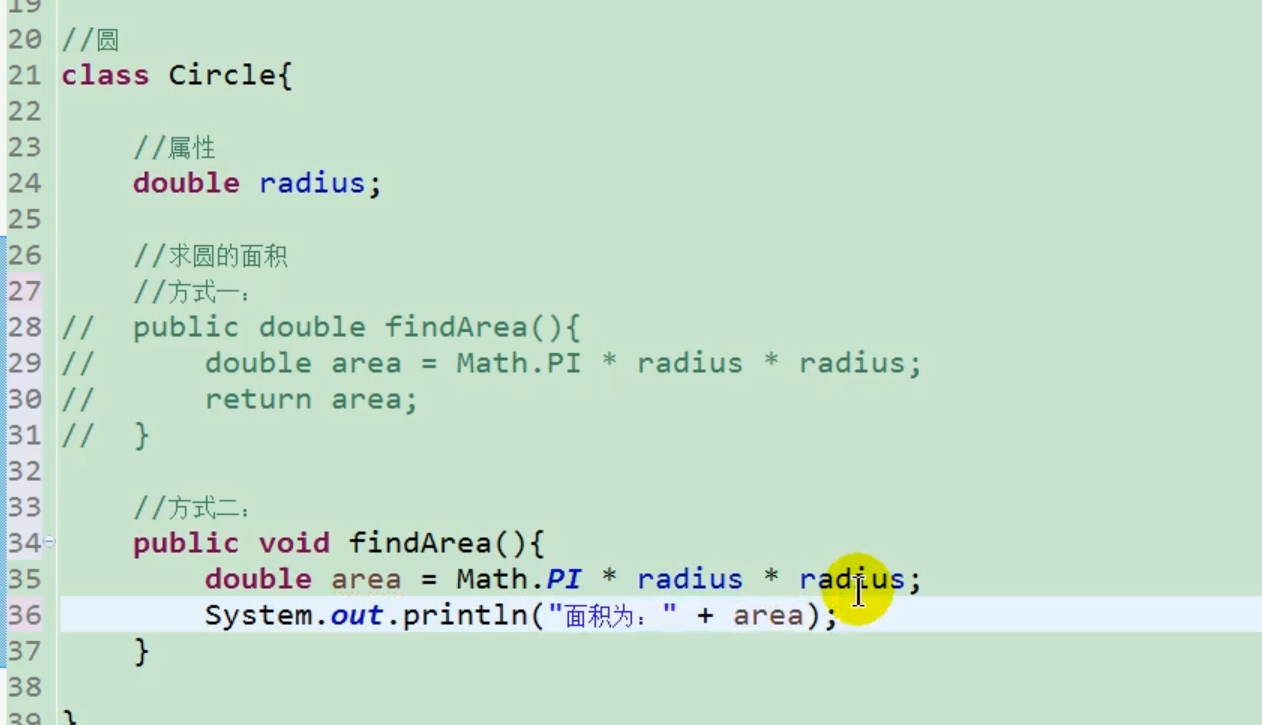 19
20 //圆
21 class Circle{
22
23     //属性
24     double radius;
25
26     //求圆的面积
27     //方式一：
28 //  public double findArea(){
29 //      double area = Math.PI * radius * radius;
30 //      return area;
31 //  }
32
33     //方式二：
34     public void findArea(){
35         double area = Math.PI * radius * radius;
36         System.out.println("面积为：" + area);
37     }
38
39 }